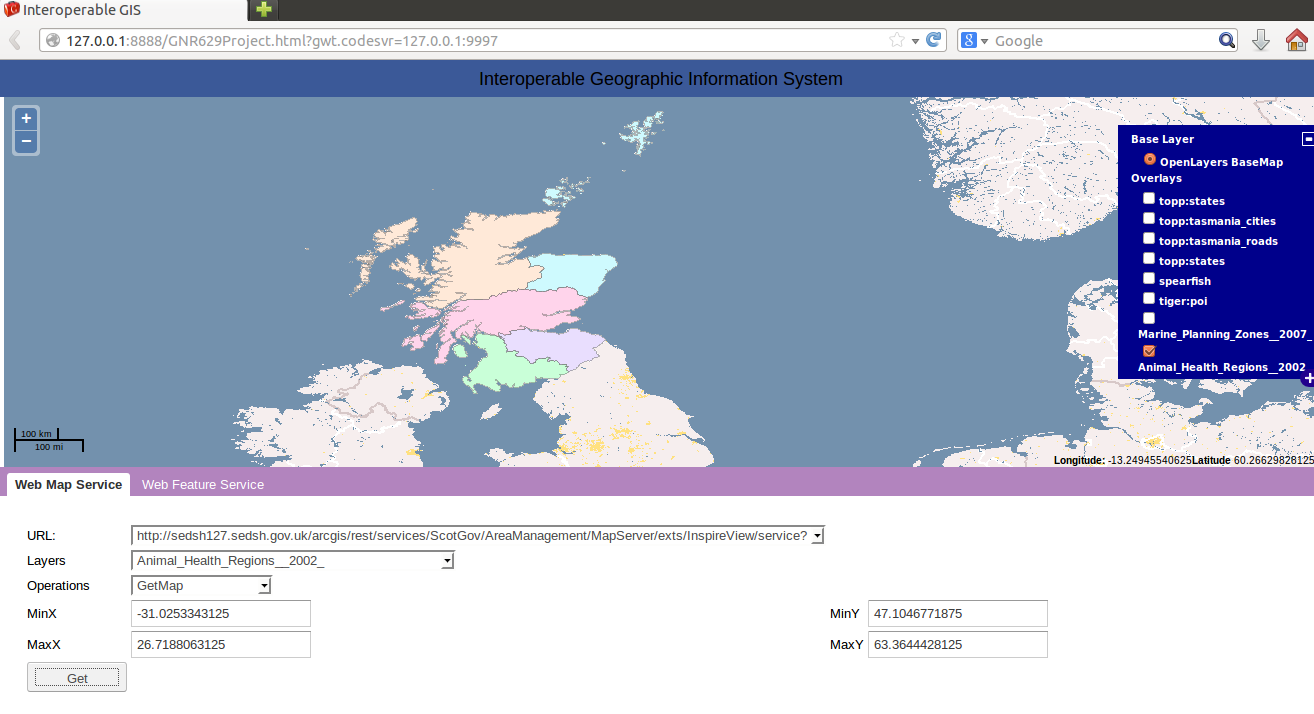 Interoperable GIS
127.0.0.1:8888/GNR629Project.html?gwt.codesvr=127.0.0.1:9997
Google
Interoperable Geographic Information System
+
−
Base Layer
OpenLayers BaseMap
Overlays
topp:states
topp:tasmania_cities
topp:tasmania_roads
topp:states
spearfish
tiger:poi
Marine_Planning_Zones__2007_
Animal_Health_Regions__2002
100 km
100 mi
Longitude: -13.24945540625Latitude 60.26629828125
Web Map Service Web Feature Service
URL: http://sedsh127.sedsh.gov.uk/arcgis/rest/services/ScotGov/AreaManagement/MapServer/exts/InspireView/service?
Layers Animal_Health_Regions__2002_
Operations GetMap
MinX -31.0253343125 MinY 47.1046771875
MaxX 26.7188063125 MaxY 63.3644428125
Get